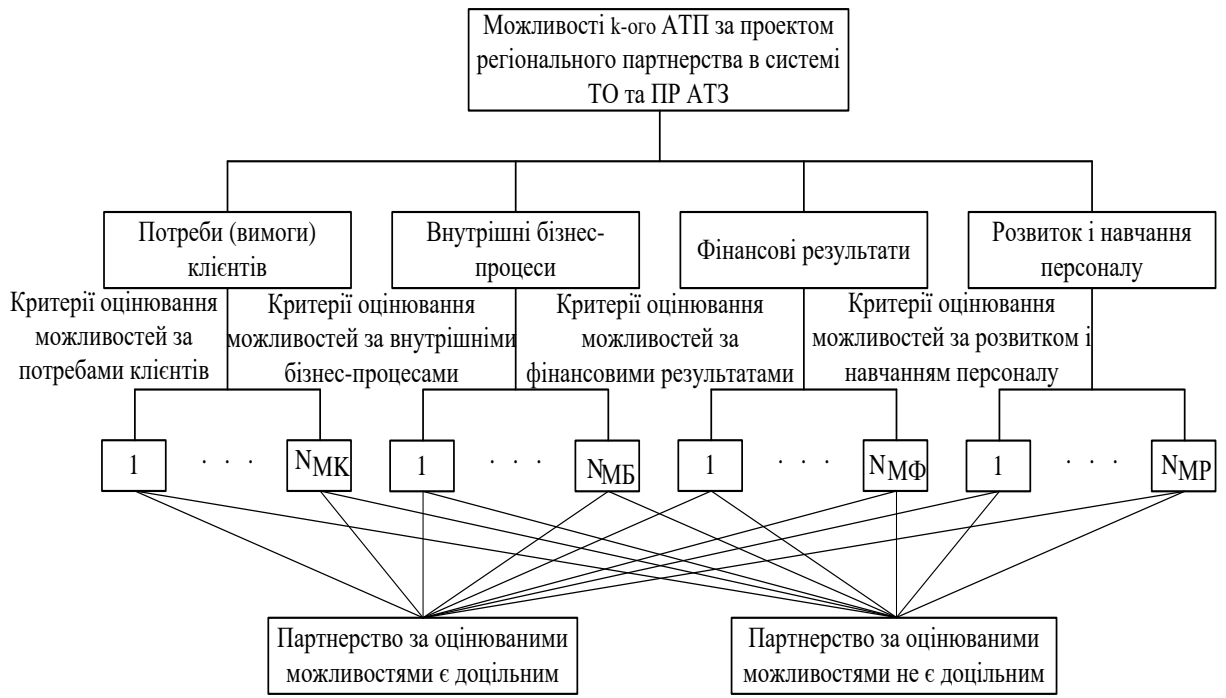 Можливості k-ого АТП за проектом
регіонального партнерства в системі
ТО та ПР АТЗ
Потреби (вимоги)
клієнтів
Внутрішні бізнес-
процеси
Фінансові результати
Розвиток і навчання
персоналу
Критерії оцінювання
можливостей за
потребами клієнтів
Критерії оцінювання
можливостей за внутрішніми
бізнес-процесами
Критерії оцінювання
можливостей за
фінансовими результатами
Критерії оцінювання
можливостей за розвитком і
навчанням персоналу
1
. . .
NМК
1
. . .
NМБ
1
. . .
NМФ
1
. . .
NМР
Партнерство за оцінюваними
можливостями є доцільним
Партнерство за оцінюваними
можливостями не є доцільним